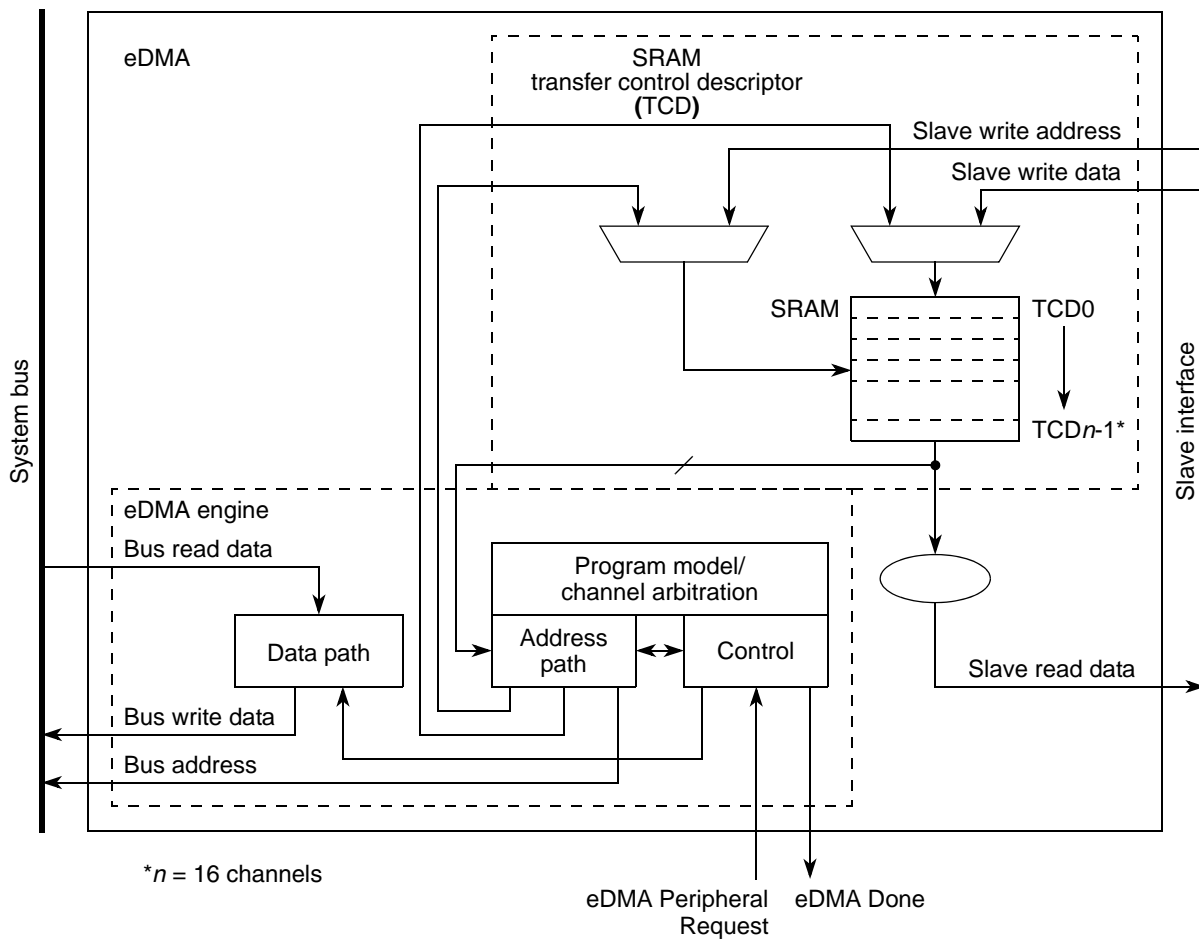 eDMA
SRAM
transfer control descriptor
(TCD)
Slave write address
Slave write data
SRAM
TCD0
TCDn-1*
System bus
Slave interface
eDMA engine
Bus read data
Program model/
channel arbitration
Data path
Address
path
Control
Slave read data
Bus write data
Bus address
*n = 16 channels
eDMA Peripheral
Request
eDMA Done